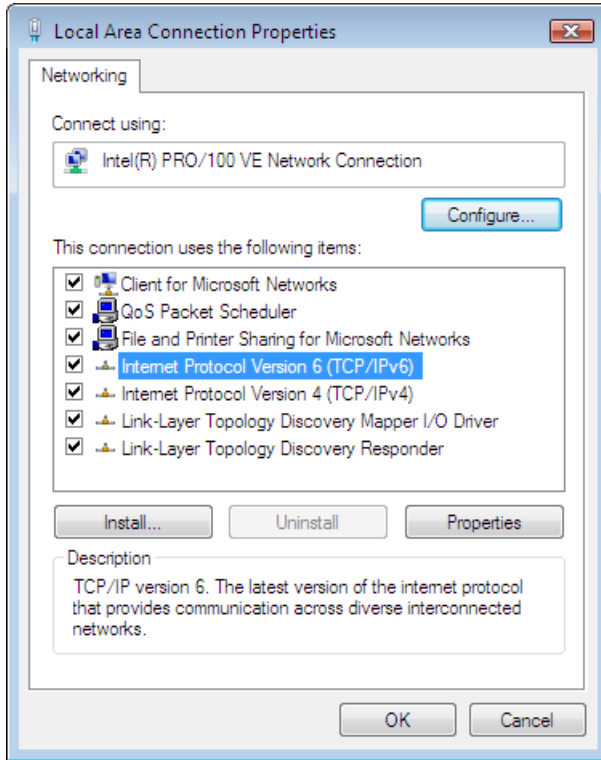 Local Area Connection Properties
Networking
Connect using:
Intel(R) PRO/100 VE Network Connection
Configure...
This connection uses the following items:
Client for Microsoft Networks
QoS Packet Scheduler
File and Printer Sharing for Microsoft Networks
Internet Protocol Version 6 (TCP/IPv6)
Internet Protocol Version 4 (TCP/IPv4)
Link-Layer Topology Discovery Mapper I/O Driver
Link-Layer Topology Discovery Responder
Install... Uninstall Properties
Description
TCP/IP version 6. The latest version of the internet protocol
that provides communication across diverse interconnected
networks.
OK Cancel